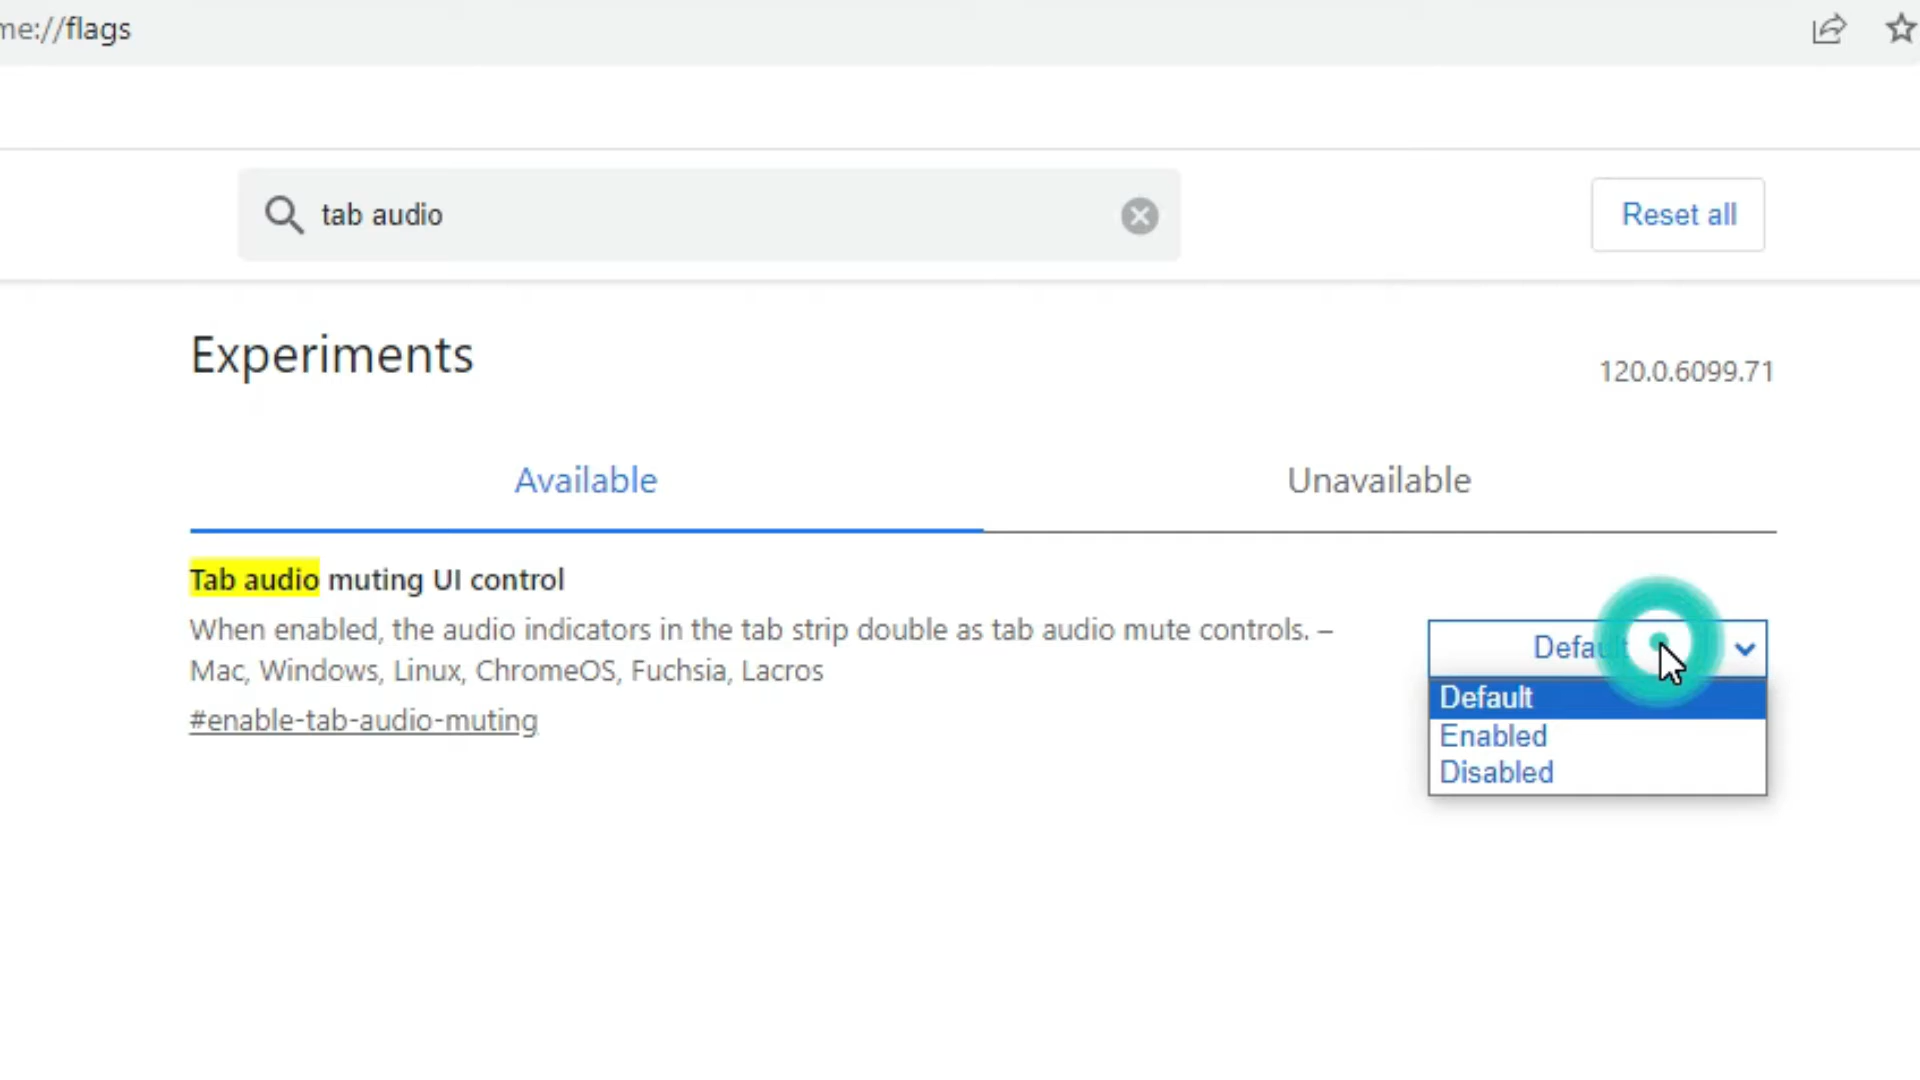 me://flags
tab audio
Reset all
Experiments
120.0.6099.71
Available
Unavailable
Tab audio muting UI control
When enabled, the audio indicators in the tab strip double as tab audio mute controls. –
Mac, Windows, Linux, ChromeOS, Fuchsia, Lacros
#enable-tab-audio-muting
Default
Default
Enabled
Disabled